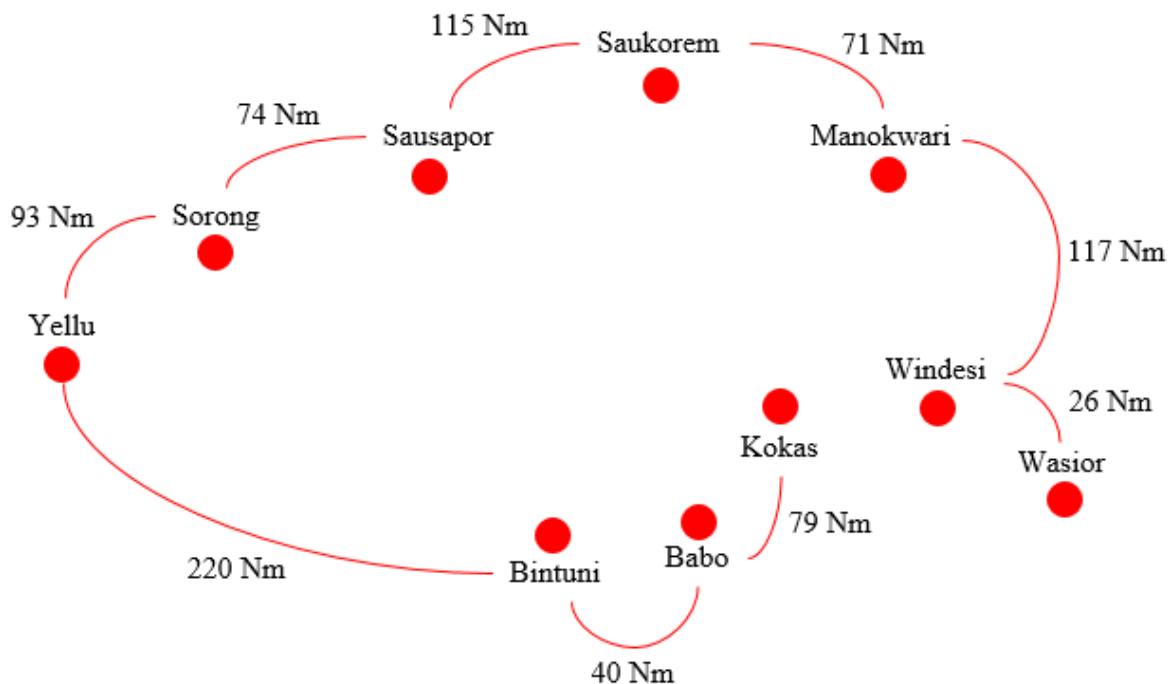 115 Nm
Saukorem
71 Nm
74 Nm
Sausapor
Manokwari
93 Nm
Sorong
117 Nm
Yellu
Windesi
26 Nm
Kokas
Wasior
79 Nm
220 Nm
Bintuni
Babo
40 Nm